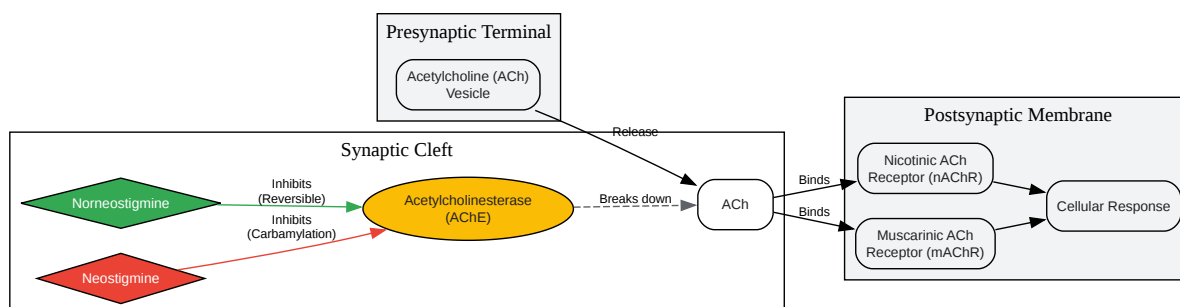 Presynaptic Terminal
Acetylcholine (ACh)
Vesicle
Release
Synaptic Cleft
Norneostigmine
Inhibits
(Reversible)
Inhibits
(Carbamylation)
Neostigmine
Acetylcholinesterase
(AChE)
Breaks down
ACh
Binds
Binds
Postsynaptic Membrane
Nicotinic ACh
Receptor (nAChR)
Muscarinic ACh
Receptor (mAChR)
Cellular Response